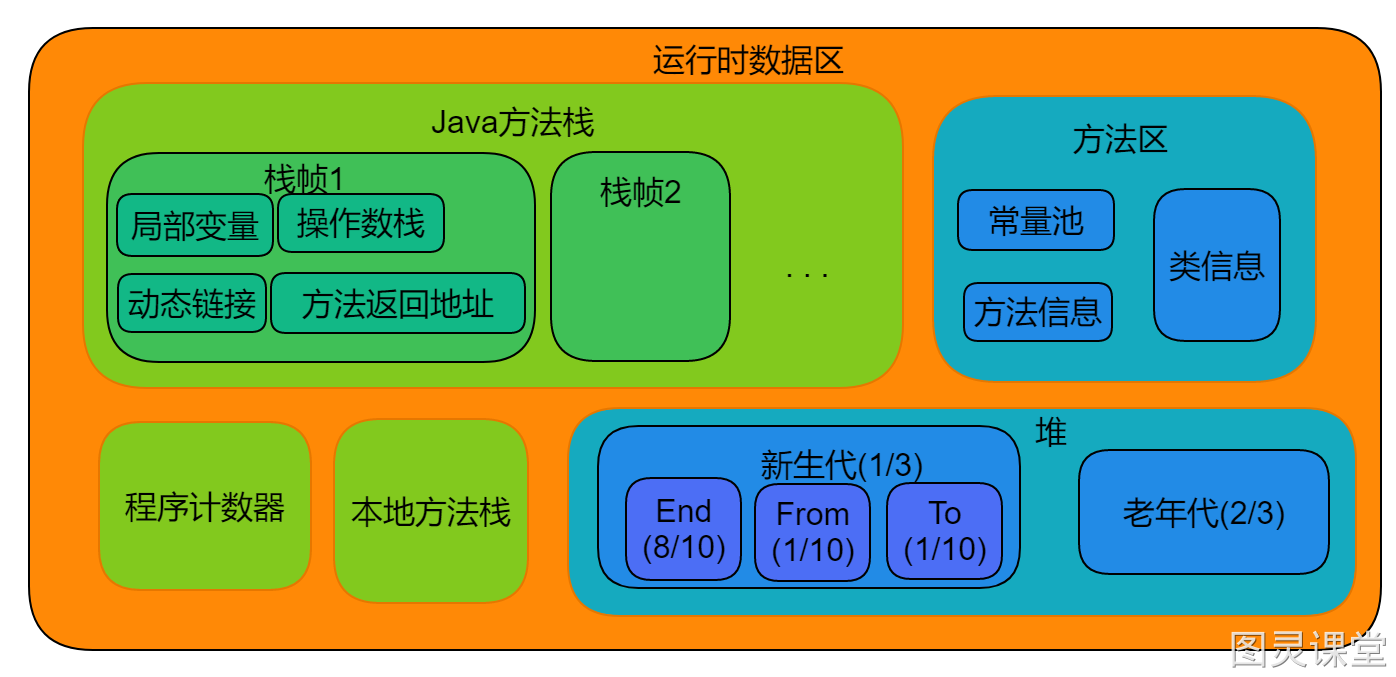 运行时数据区
Java方法栈
栈帧1
局部变量
操作数栈
动态链接
方法返回地址
栈帧2
. . .
方法区
常量池
方法信息
类信息
程序计数器
本地方法栈
堆
新生代(1/3)
End
(8/10)
From
(1/10)
To
(1/10)
老年代(2/3)
图灵课堂